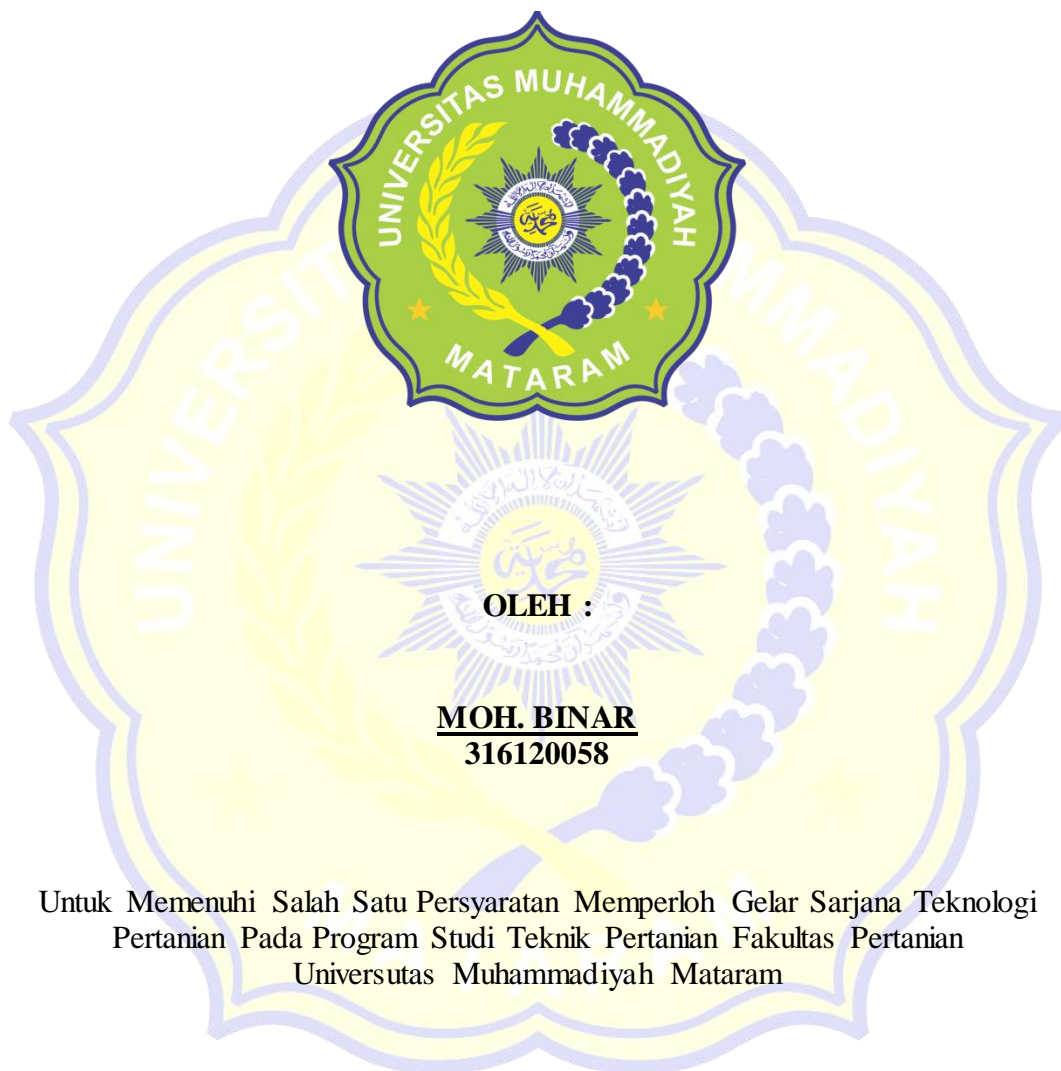 UNIVERSITAS MUHAMMADIYAH
MATARAM
OLEH :
MOH. BINAR
316120058
Untuk Memenuhi Salah Satu Persyaratan Memperloh Gelar Sarjana Teknologi
Pertanian Pada Program Studi Teknik Pertanian Fakultas Pertanian
Universutas Muhammadiyah Mataram